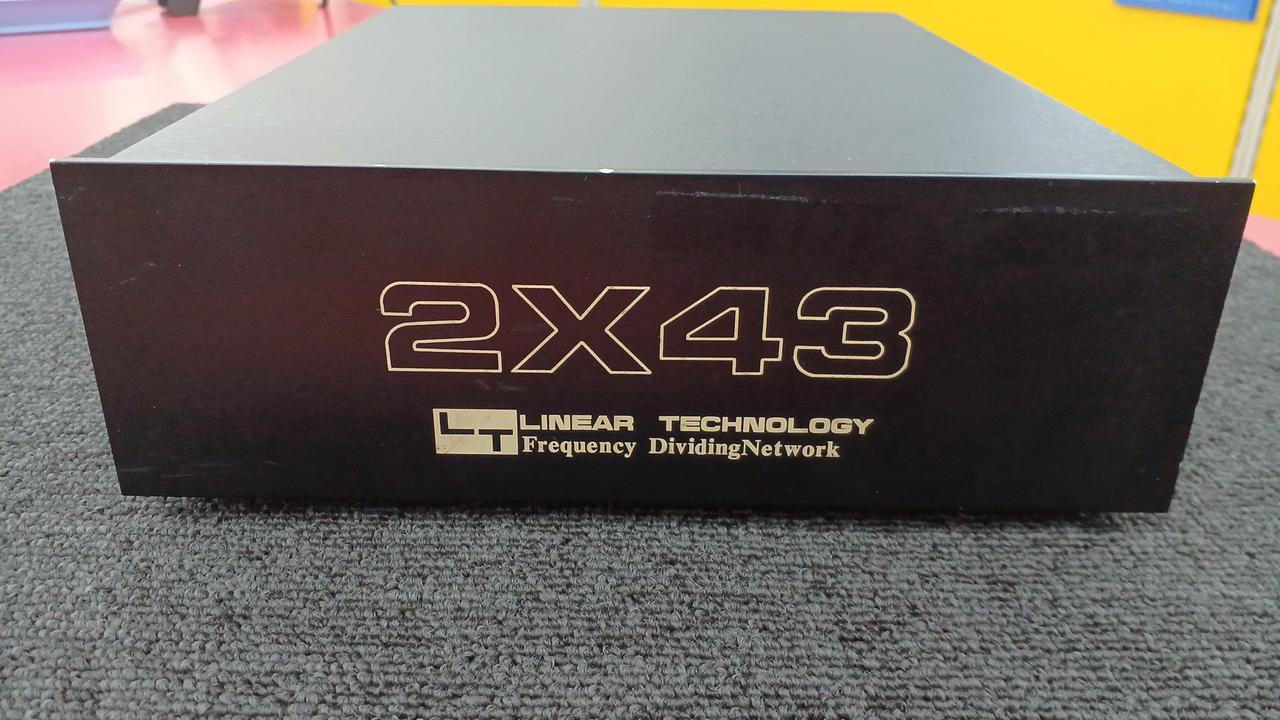 2X43
LT LINEAR TECHNOLOGY
Frequency DividingNetwork